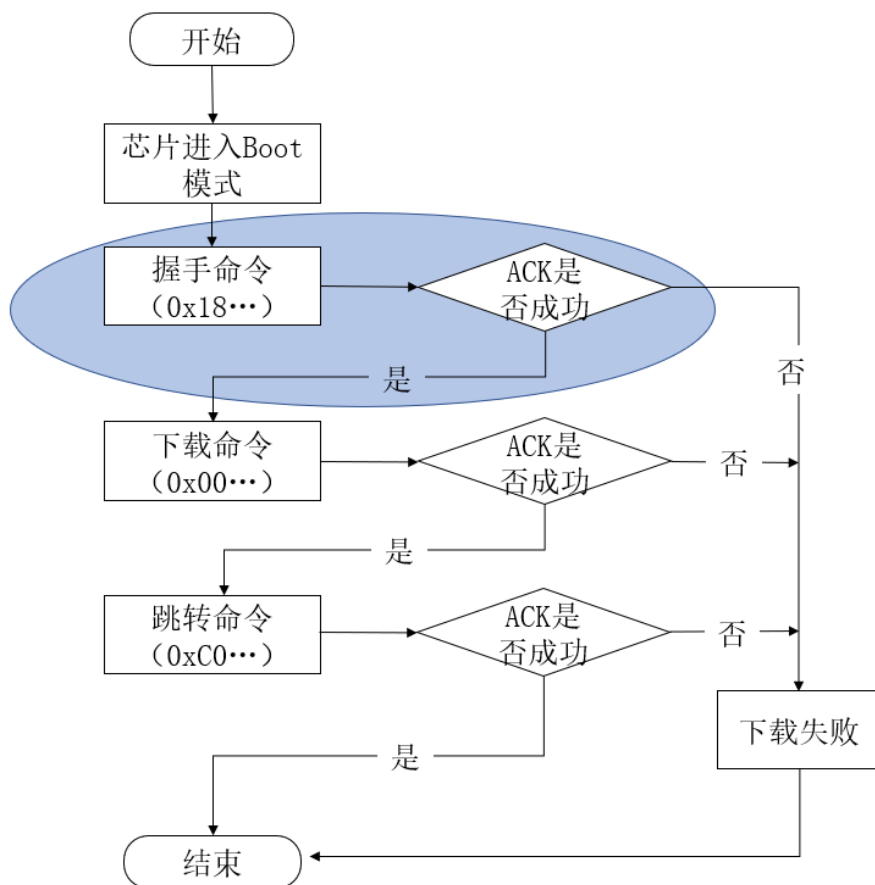 开始
芯片进入Boot
模式
握手命令
（0x18…）
ACK是
否成功
否
是
下载命令
（0x00…）
ACK是
否成功
否
是
跳转命令
（0xC0…）
ACK是
否成功
否
下载失败
是
结束